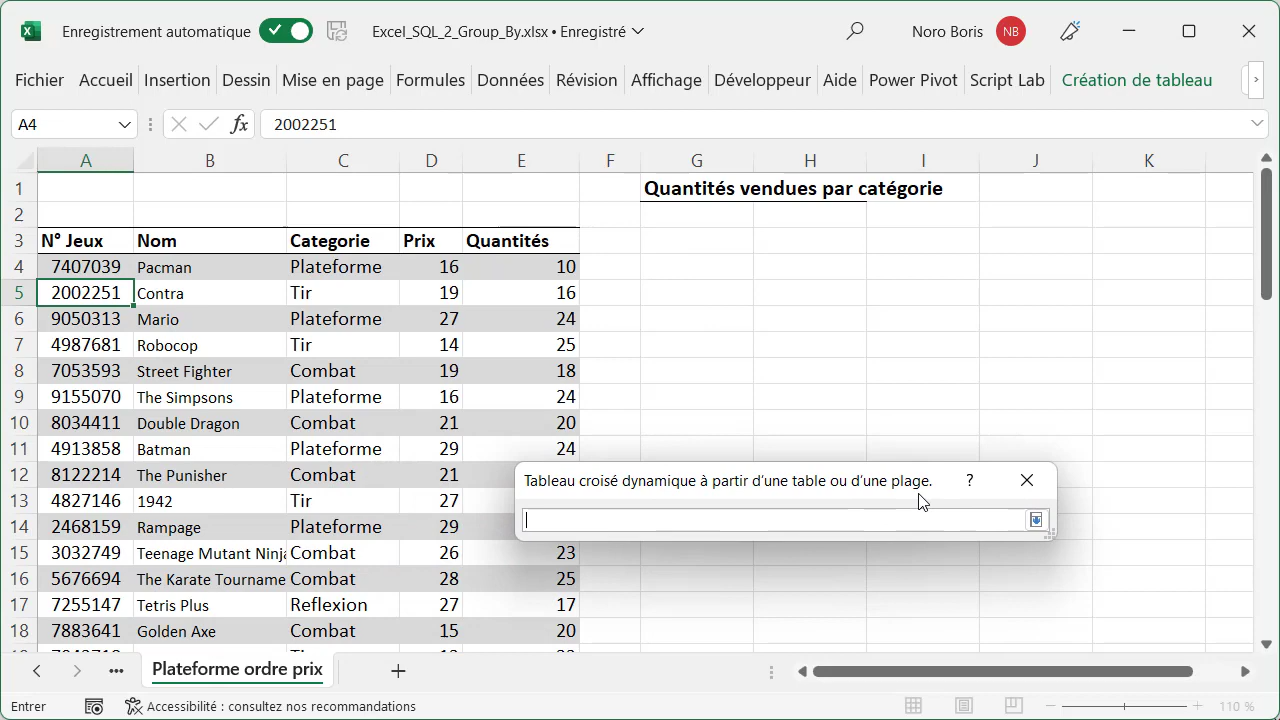 Enregistrement automatique Excel_SQL_2_Group_By.xlsx • Enregistré Noro Boris NB
Fichier Accueil Insertion Dessin Mise en page Formules Données Révision Affichage Développeur Aide Power Pivot Script Lab Création de tableau
A4 fx 2002251
A B C D E F G H I J K
1 Quantités vendues par catégorie
2
3 N° Jeux Nom Categorie Prix Quantités
4 7407039 Pacman Plateforme 16 10
5 2002251 Contra Tir 19 16
6 9050313 Mario Plateforme 27 24
7 4987681 Robocop Tir 14 25
8 7053593 Street Fighter Combat 19 18
9 9155070 The Simpsons Plateforme 16 24
10 8034411 Double Dragon Combat 21 20
11 4913858 Batman Plateforme 29 24
12 8122214 The Punisher Combat 21
Tableau croisé dynamique à partir d'une table ou d'une plage. ?
13 4827146 1942 Tir 27
14 2468159 Rampage Plateforme 29
15 3032749 Teenage Mutant Ninj Combat 26 23
16 5676694 The Karate Tourname Combat 28 25
17 7255147 Tetris Plus Reflexion 27 17
18 7883641 Golden Axe Combat 15 20
Plateforme ordre prix
Entrer Accessibilité : consultez nos recommandations 110 %